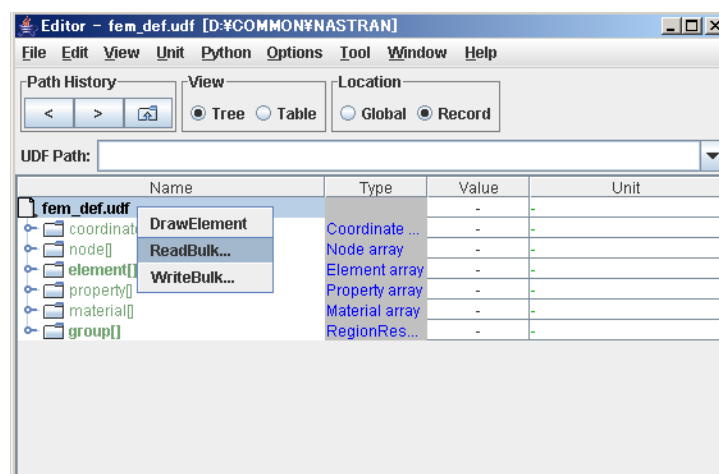 Editor - fem_def.udf [D:¥COMMON¥NASTRAN]
File Edit View Unit Python Options Tool Window Help
Path History View Location
< > Tree Table Global Record
UDF Path:
Name Type Value Unit
fem_def.udf - -
coordinat Coordinate ... - -
node[] Node array - -
element[] Element array - -
property[] Property array - -
material[] Material array - -
group[] RegionRes... - -
DrawElement
ReadBulk...
WriteBulk...